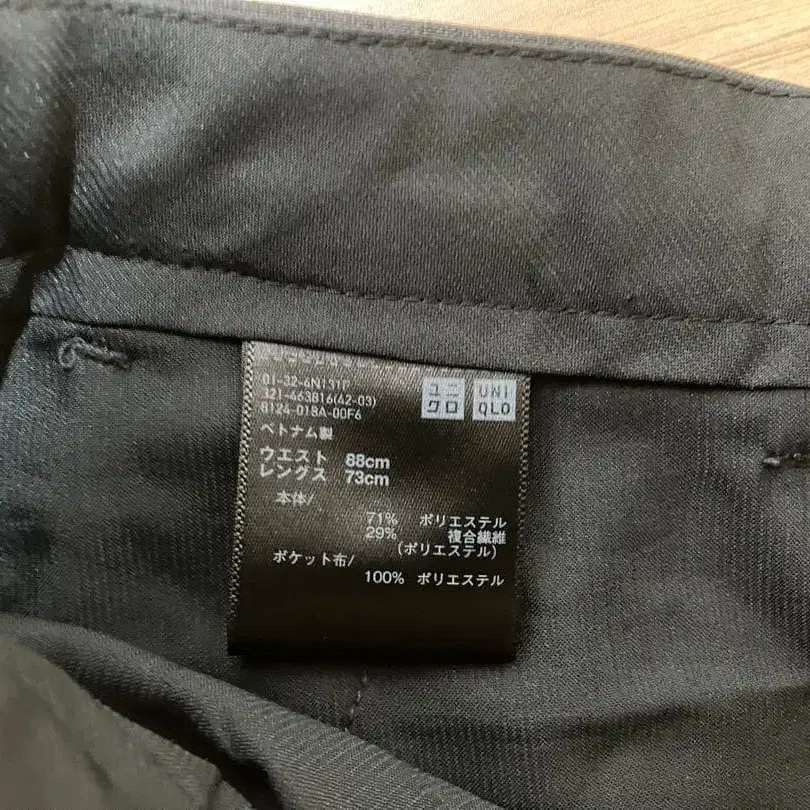 01-32-4N131F
321-463816(42-03)
8124-018A-00F6
ユニ
クロ
UNI
QLO
ベトナム製
ウエスト 88cm
レングス 73cm
本体/
71% ポリエステル
29% 複合繊維
(ポリエステル)
ポケット布/
100% ポリエステル